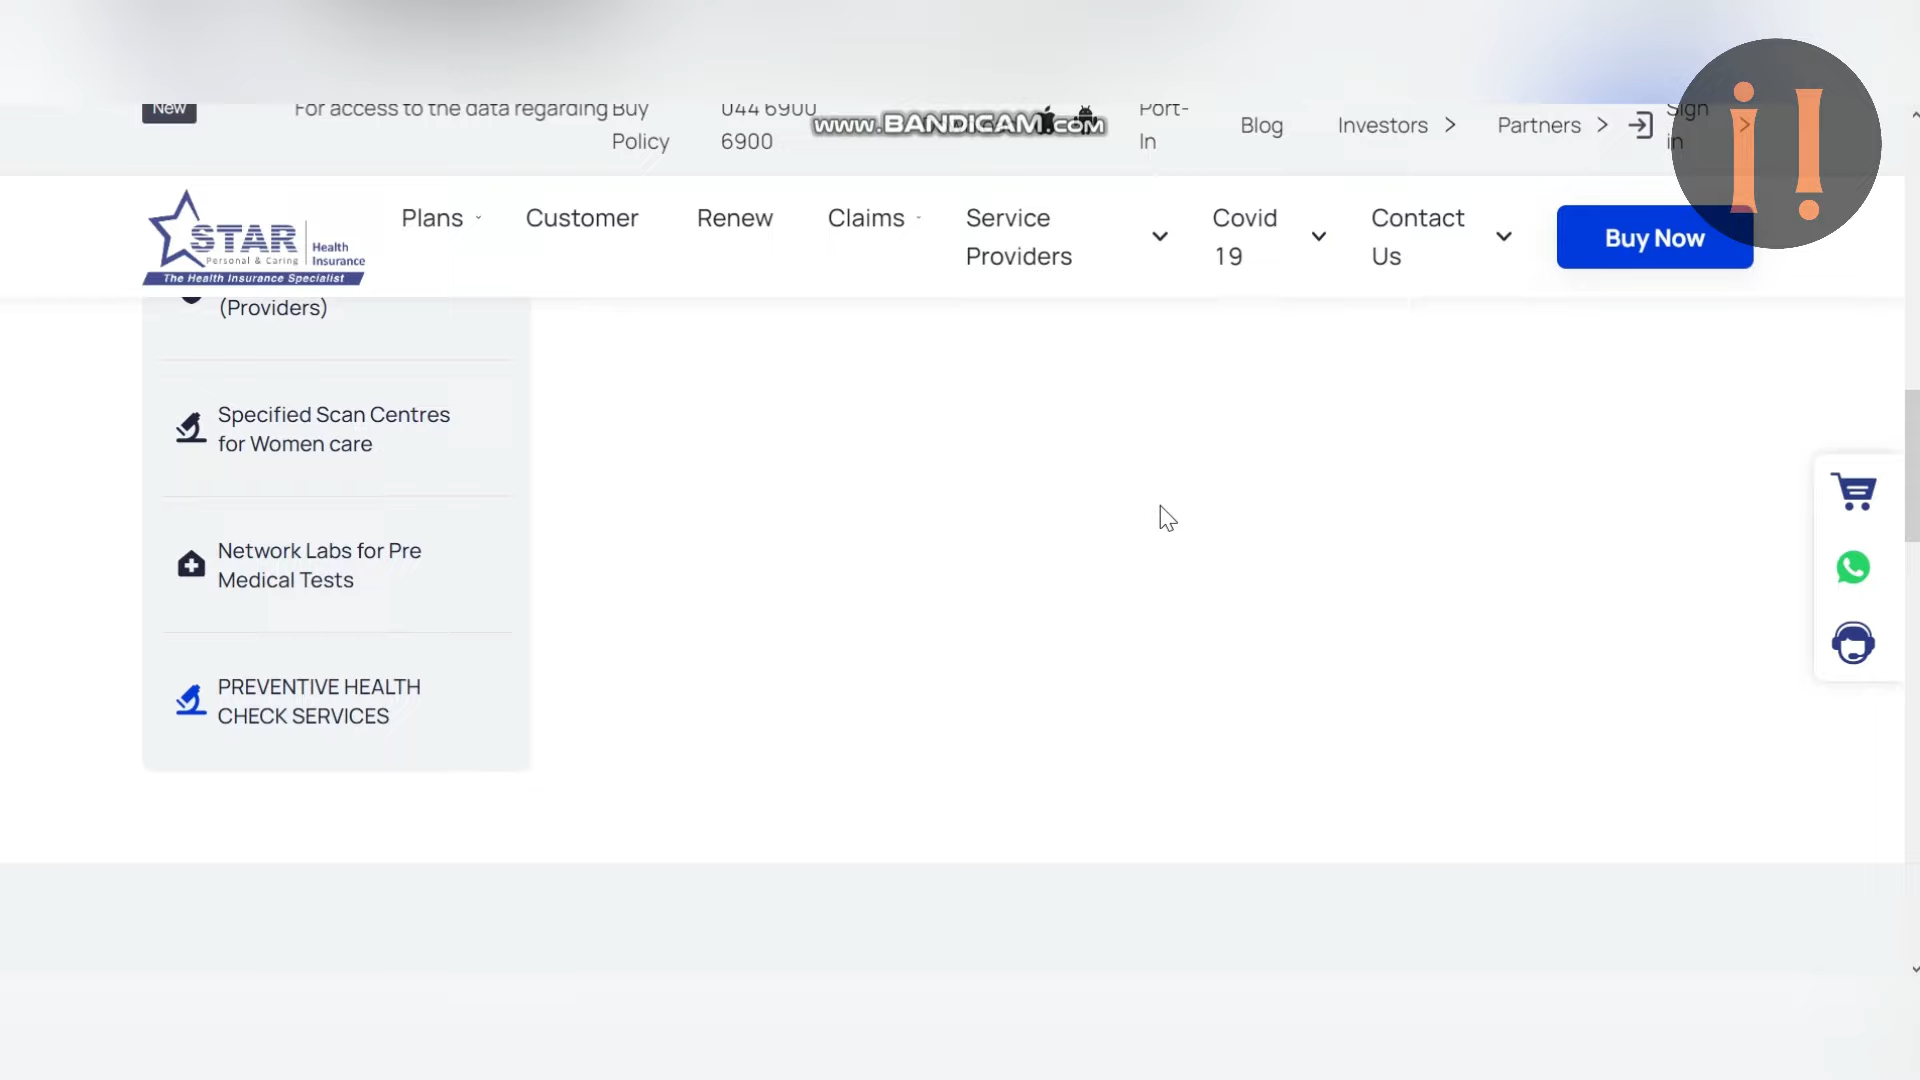 New
For access to the data regarding
Buy
Policy
044 6900
6900
www.BANDICAM.COM
Port-
In
Blog
Investors
Partners
Sign
in
STAR
Personal & Caring
Health
Insurance
The Health Insurance Specialist
Plans
Customer
Renew
Claims
Service
Providers
Covid
19
Contact
Us
Buy Now
(Providers)
Specified Scan Centres
for Women care
Network Labs for Pre
Medical Tests
PREVENTIVE HEALTH
CHECK SERVICES